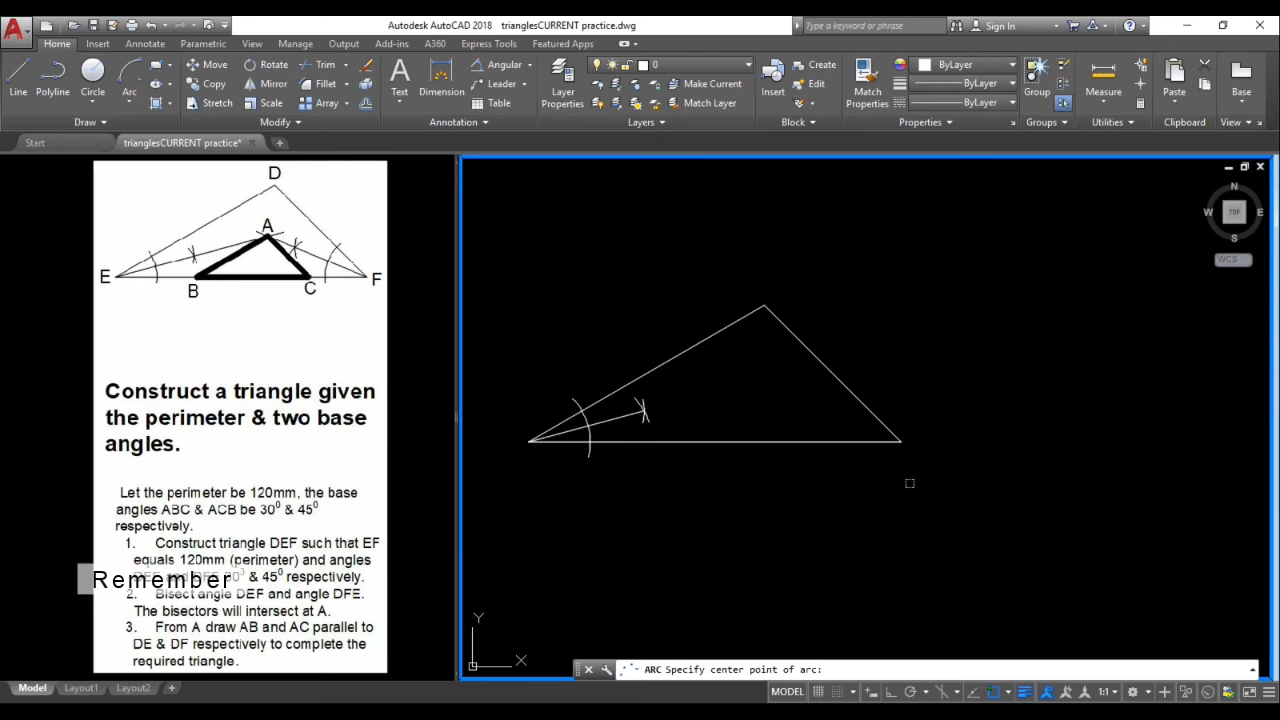 Autodesk AutoCAD 2018 trianglesCURRENT practice.dwg
Type a keyword or phrase
Sign In
Home Insert Annotate Parametric View Manage Output Add-ins A360 Express Tools Featured Apps
Line Polyline Circle Arc
Move Rotate Trim
Copy Mirror Fillet
Stretch Scale Array
Text Dimension
Angular
Leader
Table
Layer Properties
0
Make Current
Match Layer
Insert
Create
Edit
Match Properties
ByLayer
ByLayer
ByLayer
Group
Measure
Paste
Base
Draw Modify Annotation Layers Block Properties Groups Utilities Clipboard View
Start trianglesCURRENT practice*
D
A
E
F
B
C
Construct a triangle given
the perimeter & two base
angles.
Let the perimeter be 120mm, the base
angles ABC & ACB be 30⁰ & 45⁰
respectively.
1. Construct triangle DEF such that EF
equals 120mm (perimeter) and angles
& 45⁰ respectively.
Remember
2. Bisect angle DEF and angle DFE.
The bisectors will intersect at A.
3. From A draw AB and AC parallel to
DE & DF respectively to complete the
required triangle.
N
W TOP E
S
WCS
Y
X
ARC Specify center point of arc:
Model Layout1 Layout2
MODEL
1:1